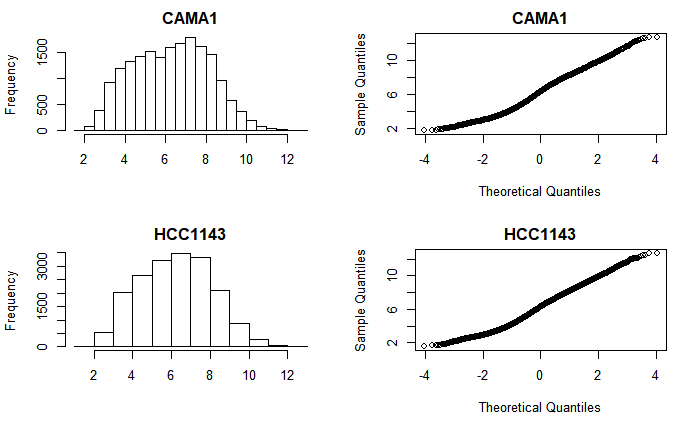 CAMA1
Frequency
0 500 1500
2 4 6 8 10 12
CAMA1
Sample Quantiles
2 6 10
-4 -2 0 2 4
Theoretical Quantiles
HCC1143
Frequency
0 1500 3000
2 4 6 8 10 12
HCC1143
Sample Quantiles
2 6 10
-4 -2 0 2 4
Theoretical Quantiles